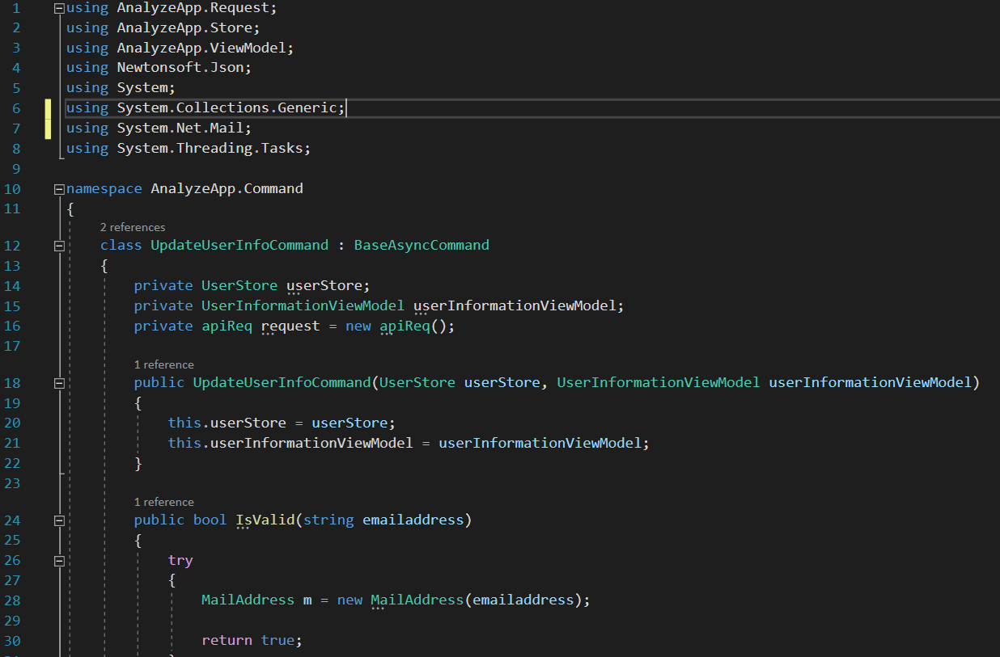 1 using AnalyzeApp.Request;
2 using AnalyzeApp.Store;
3 using AnalyzeApp.ViewModel;
4 using Newtonsoft.Json;
5 using System;
6 using System.Collections.Generic;
7 using System.Net.Mail;
8 using System.Threading.Tasks;
9
10 namespace AnalyzeApp.Command
11 {
2 references
12 class UpdateUserInfoCommand : BaseAsyncCommand
13 {
14 private UserStore userStore;
15 private UserInformationViewModel userInformationViewModel;
16 private apiReq request = new apiReq();
17
1 reference
18 public UpdateUserInfoCommand(UserStore userStore, UserInformationViewModel userInformationViewModel)
19 {
20 this.userStore = userStore;
21 this.userInformationViewModel = userInformationViewModel;
22 }
23
1 reference
24 public bool IsValid(string emailaddress)
25 {
26 try
27 {
28 MailAddress m = new MailAddress(emailaddress);
29
30 return true;